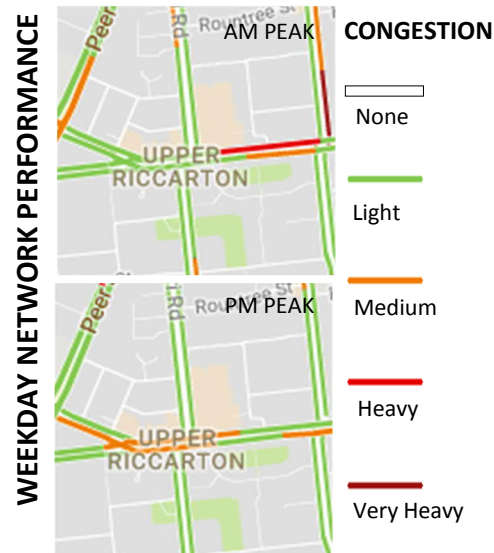 WEEKDAY NETWORK PERFORMANCE
Peer
Rd
Rountree St
AM PEAK
UPPER
RICCARTON
Peer
Rd
Rountree St
PM PEAK
UPPER
RICCARTON
CONGESTION
None
Light
Medium
Heavy
Very Heavy